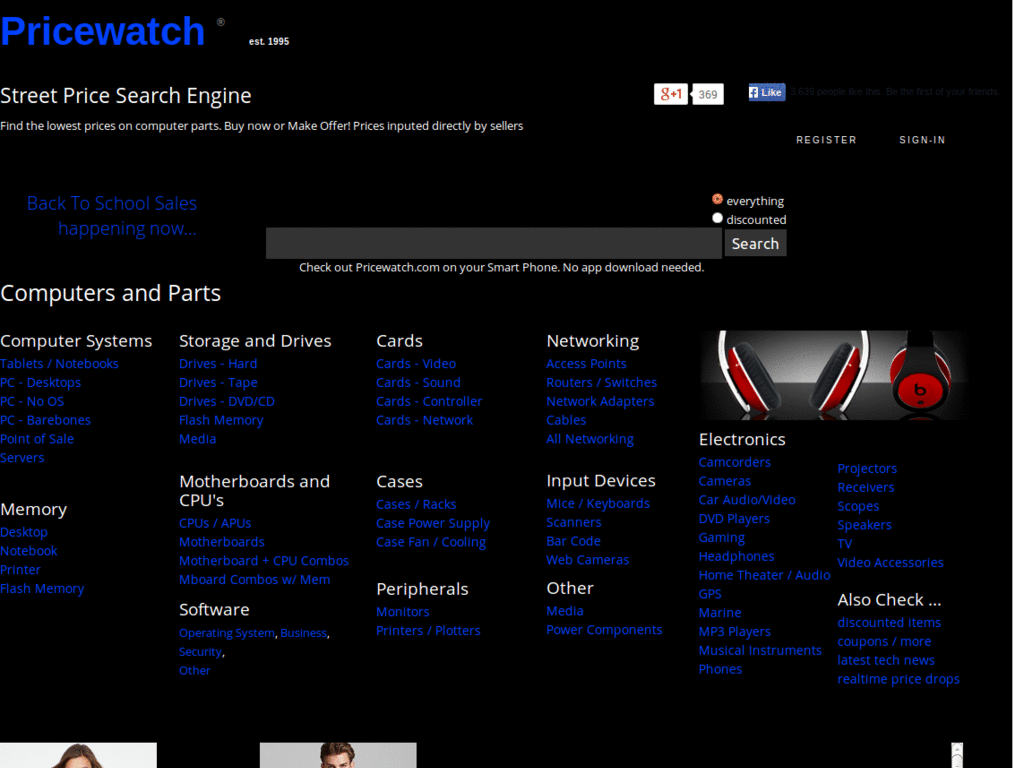 Pricewatch ®
est. 1995
Street Price Search Engine
g+1 369
Like 3,639 people like this. Be the first of your friends.
Find the lowest prices on computer parts. Buy now or Make Offer! Prices inputed directly by sellers
REGISTER SIGN-IN
Back To School Sales
happening now...
everything
discounted
Search
Check out Pricewatch.com on your Smart Phone. No app download needed.
Computers and Parts
Computer Systems
Tablets / Notebooks
PC - Desktops
PC - No OS
PC - Barebones
Point of Sale
Servers
Memory
Desktop
Notebook
Printer
Flash Memory
Storage and Drives
Drives - Hard
Drives - Tape
Drives - DVD/CD
Flash Memory
Media
Motherboards and
CPU's
CPUs / APUs
Motherboards
Motherboard + CPU Combos
Mboard Combos w/ Mem
Software
Operating System, Business,
Security,
Other
Cards
Cards - Video
Cards - Sound
Cards - Controller
Cards - Network
Cases
Cases / Racks
Case Power Supply
Case Fan / Cooling
Peripherals
Monitors
Printers / Plotters
Networking
Access Points
Routers / Switches
Network Adapters
Cables
All Networking
Input Devices
Mice / Keyboards
Scanners
Bar Code
Web Cameras
Other
Media
Power Components
b
Electronics
Camcorders
Cameras
Car Audio/Video
DVD Players
Gaming
Headphones
Home Theater / Audio
GPS
Marine
MP3 Players
Musical Instruments
Phones
Projectors
Receivers
Scopes
Speakers
TV
Video Accessories
Also Check ...
discounted items
coupons / more
latest tech news
realtime price drops